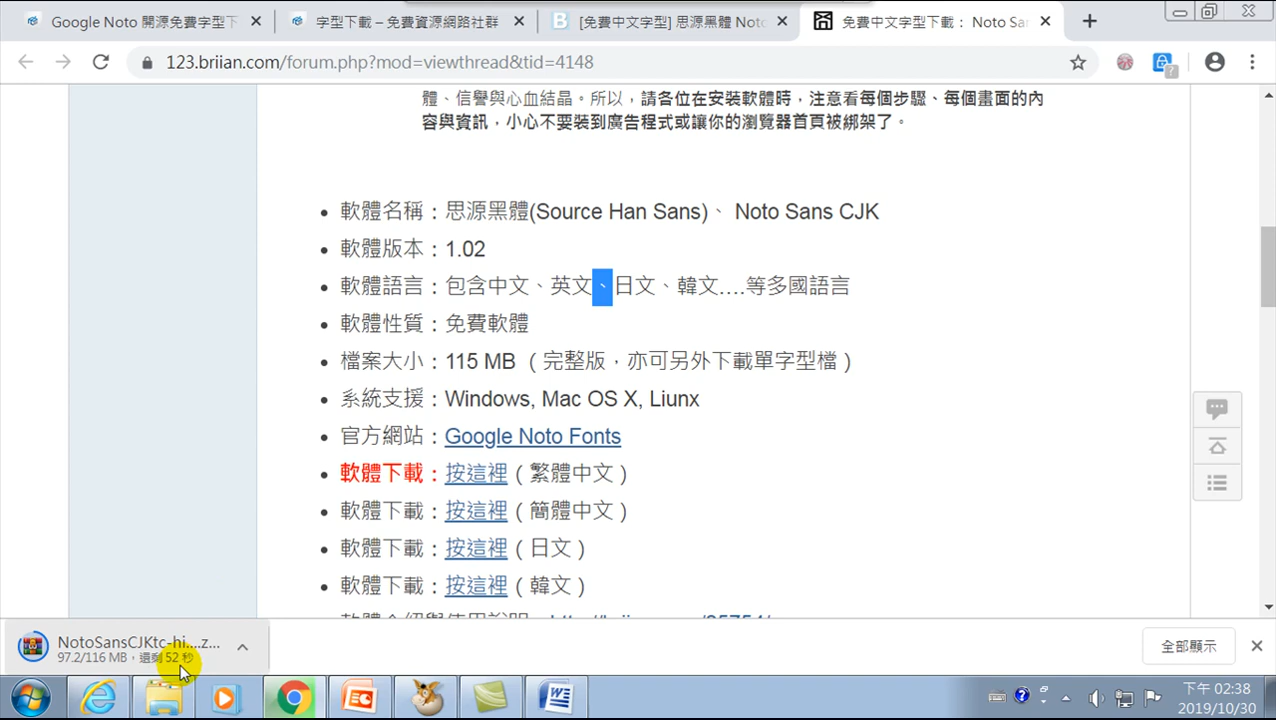 Google Noto 開源免費字型下
字型下載 – 免費資源網路社群
[免費中文字型] 思源黑體 Noto
免費中文字型下載： Noto San
123.briian.com/forum.php?mod=viewthread&tid=4148
體、信譽與心血結晶。所以，請各位在安裝軟體時，注意看每個步驟、每個畫面的內
容與資訊，小心不要裝到廣告程式或讓你的瀏覽器首頁被綁架了。
軟體名稱：思源黑體(Source Han Sans)、 Noto Sans CJK
軟體版本：1.02
軟體語言：包含中文、英文、日文、韓文....等多國語言
軟體性質：免費軟體
檔案大小：115 MB （完整版，亦可另外下載單字型檔）
系統支援：Windows, Mac OS X, Liunx
官方網站：Google Noto Fonts
軟體下載：按這裡（繁體中文）
軟體下載：按這裡（簡體中文）
軟體下載：按這裡（日文）
軟體下載：按這裡（韓文）
NotoSansCJKtc-hi....z...
97.2/116 MB，還剩 52 秒
全部顯示
下午 02:38
2019/10/30